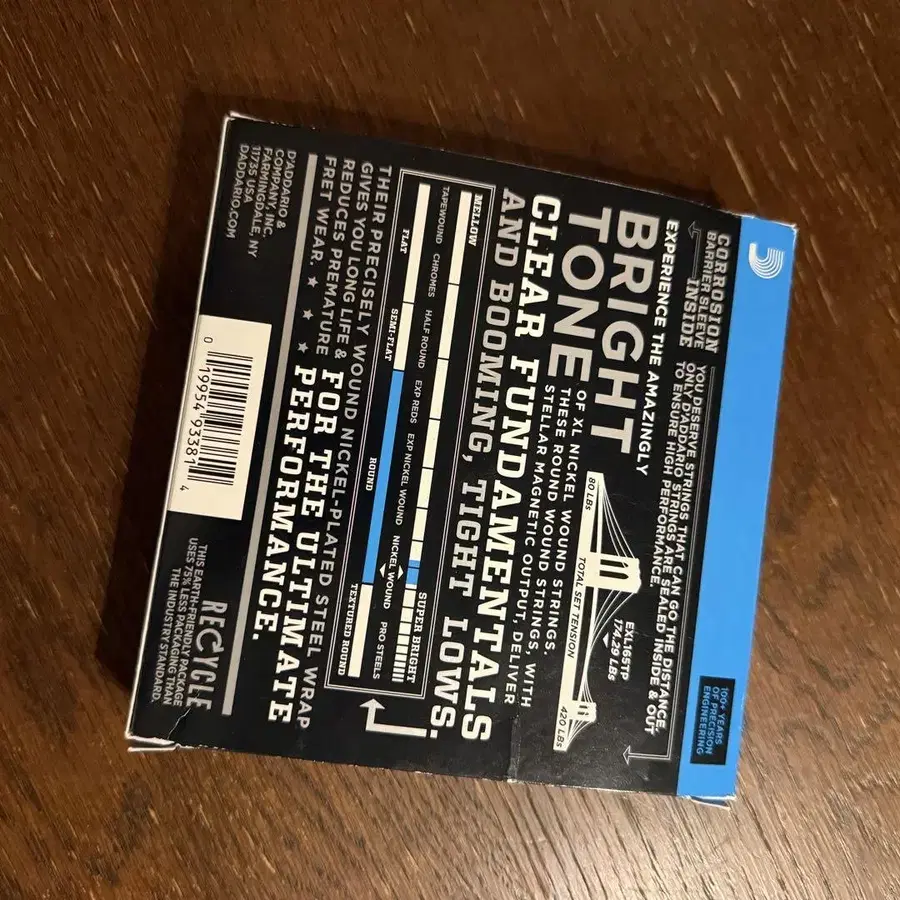 CORROSION
BARRIER SLEEVE
INSIDE
YOU DESERVE STRINGS THAT CAN GO THE DISTANCE.
ONLY D'ADDARIO STRINGS ARE SEALED INSIDE & OUT
TO ENSURE HIGH PERFORMANCE.
100+ YEARS
OF PRECISION
ENGINEERING
EXPERIENCE THE AMAZINGLY
BRIGHT
TONE
OF XL NICKEL WOUND STRINGS
THESE ROUND WOUND STRINGS, WITH
STELLAR MAGNETIC OUTPUT, DELIVER
EXL165TP
174.29 LBs
80 LBs
TOTAL SET TENSION
420 LBs
CLEAR FUNDAMENTALS
AND BOOMING, TIGHT LOWS.
MELLOW
SUPER BRIGHT
TAPEWOUND
CHROMES
HALF ROUND
EXP REDS
EXP NICKEL WOUND
NICKEL WOUND
PRO STEELS
FLAT
SEMI-FLAT
ROUND
TEXTURED ROUND
THEIR PRECISELY WOUND NICKEL-PLATED STEEL WRAP
GIVES YOU LONG LIFE &
REDUCES PREMATURE
FRET WEAR.
FOR THE ULTIMATE
PERFORMANCE.
D'ADDARIO &
COMPANY, INC.
FARMINGDALE, NY
11735 USA
DADDARIO.COM
0 19954 93381 4
RECYCLE
THIS EARTH-FRIENDLY PACKAGE
USES 75% LESS PACKAGING THAN
THE INDUSTRY STANDARD.